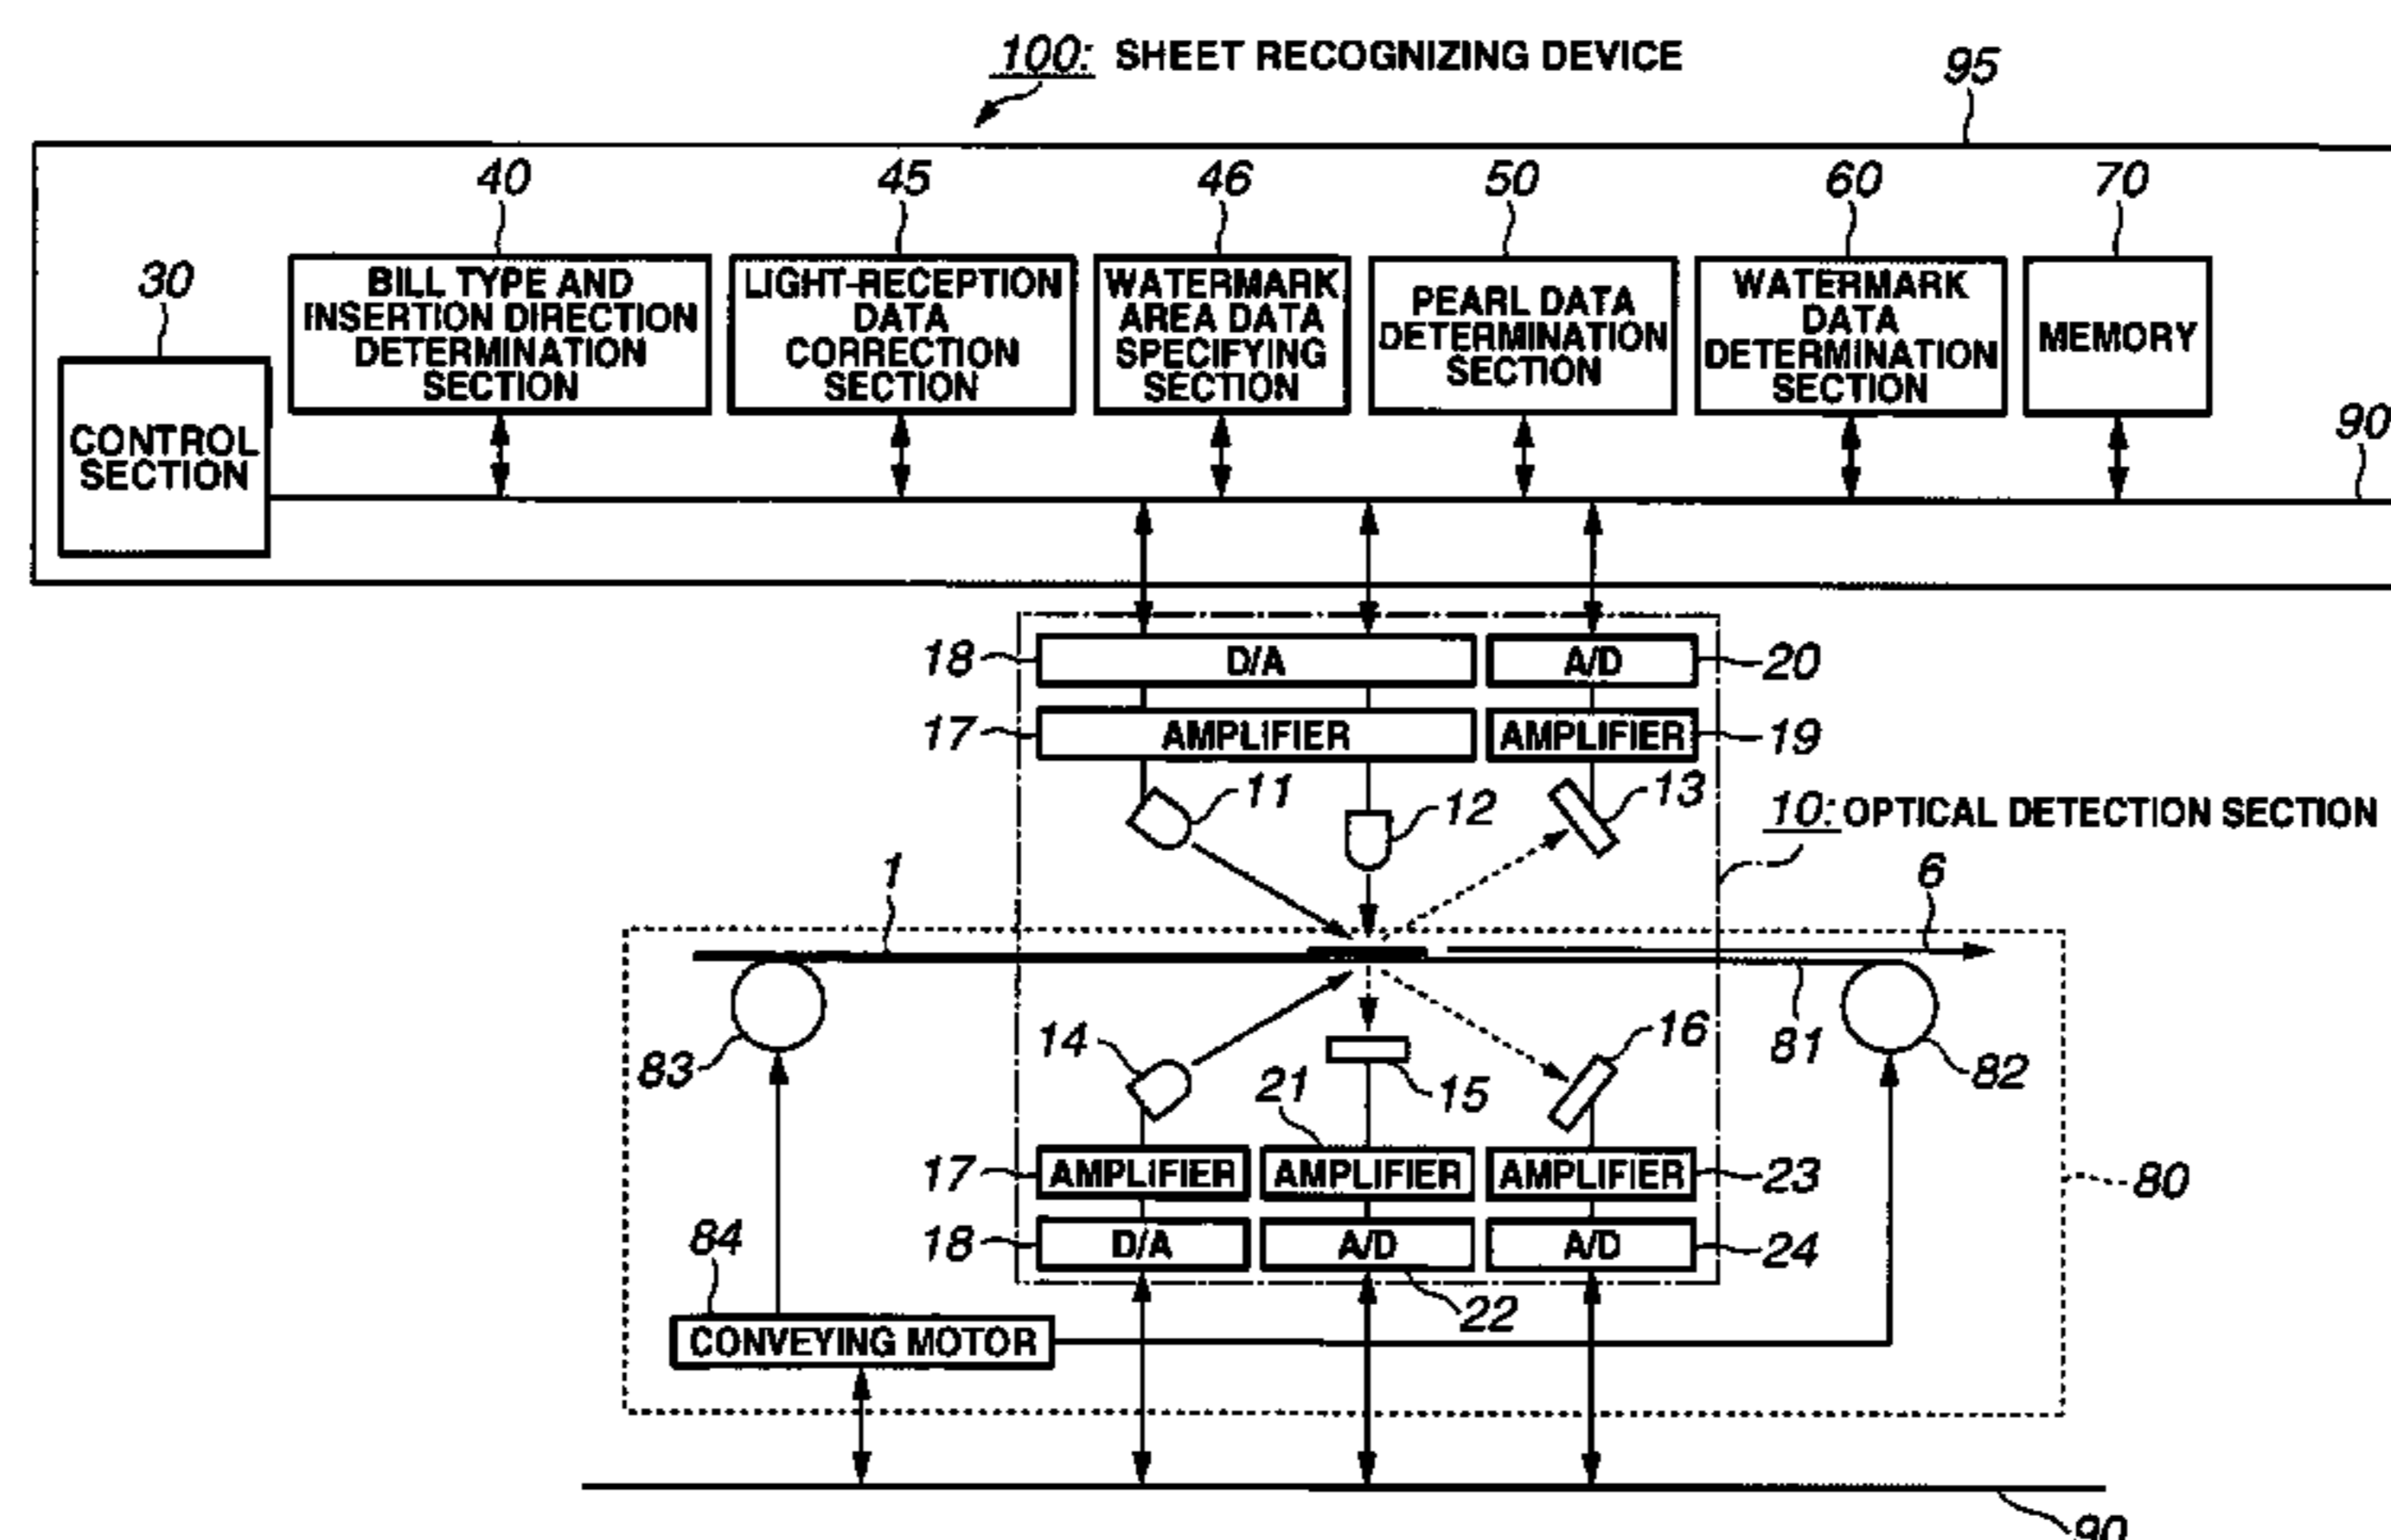 100: SHEET RECOGNIZING DEVICE
95
40
45
46
50
60
70
30
BILL TYPE AND
INSERTION DIRECTION
DETERMINATION
SECTION
LIGHT-RECEPTION
DATA
CORRECTION
SECTION
WATERMARK
AREA DATA
SPECIFYING
SECTION
PEARL DATA
DETERMINATION
SECTION
WATERMARK
DATA
DETERMINATION
SECTION
MEMORY
CONTROL
SECTION
90
18
D/A
A/D
20
17
AMPLIFIER
AMPLIFIER
19
11
12
13
10: OPTICAL DETECTION SECTION
1
6
83
14
21
15
16
81
82
17
AMPLIFIER
AMPLIFIER
AMPLIFIER
23
80
84
18
D/A
A/D
A/D
24
22
CONVEYING MOTOR
90